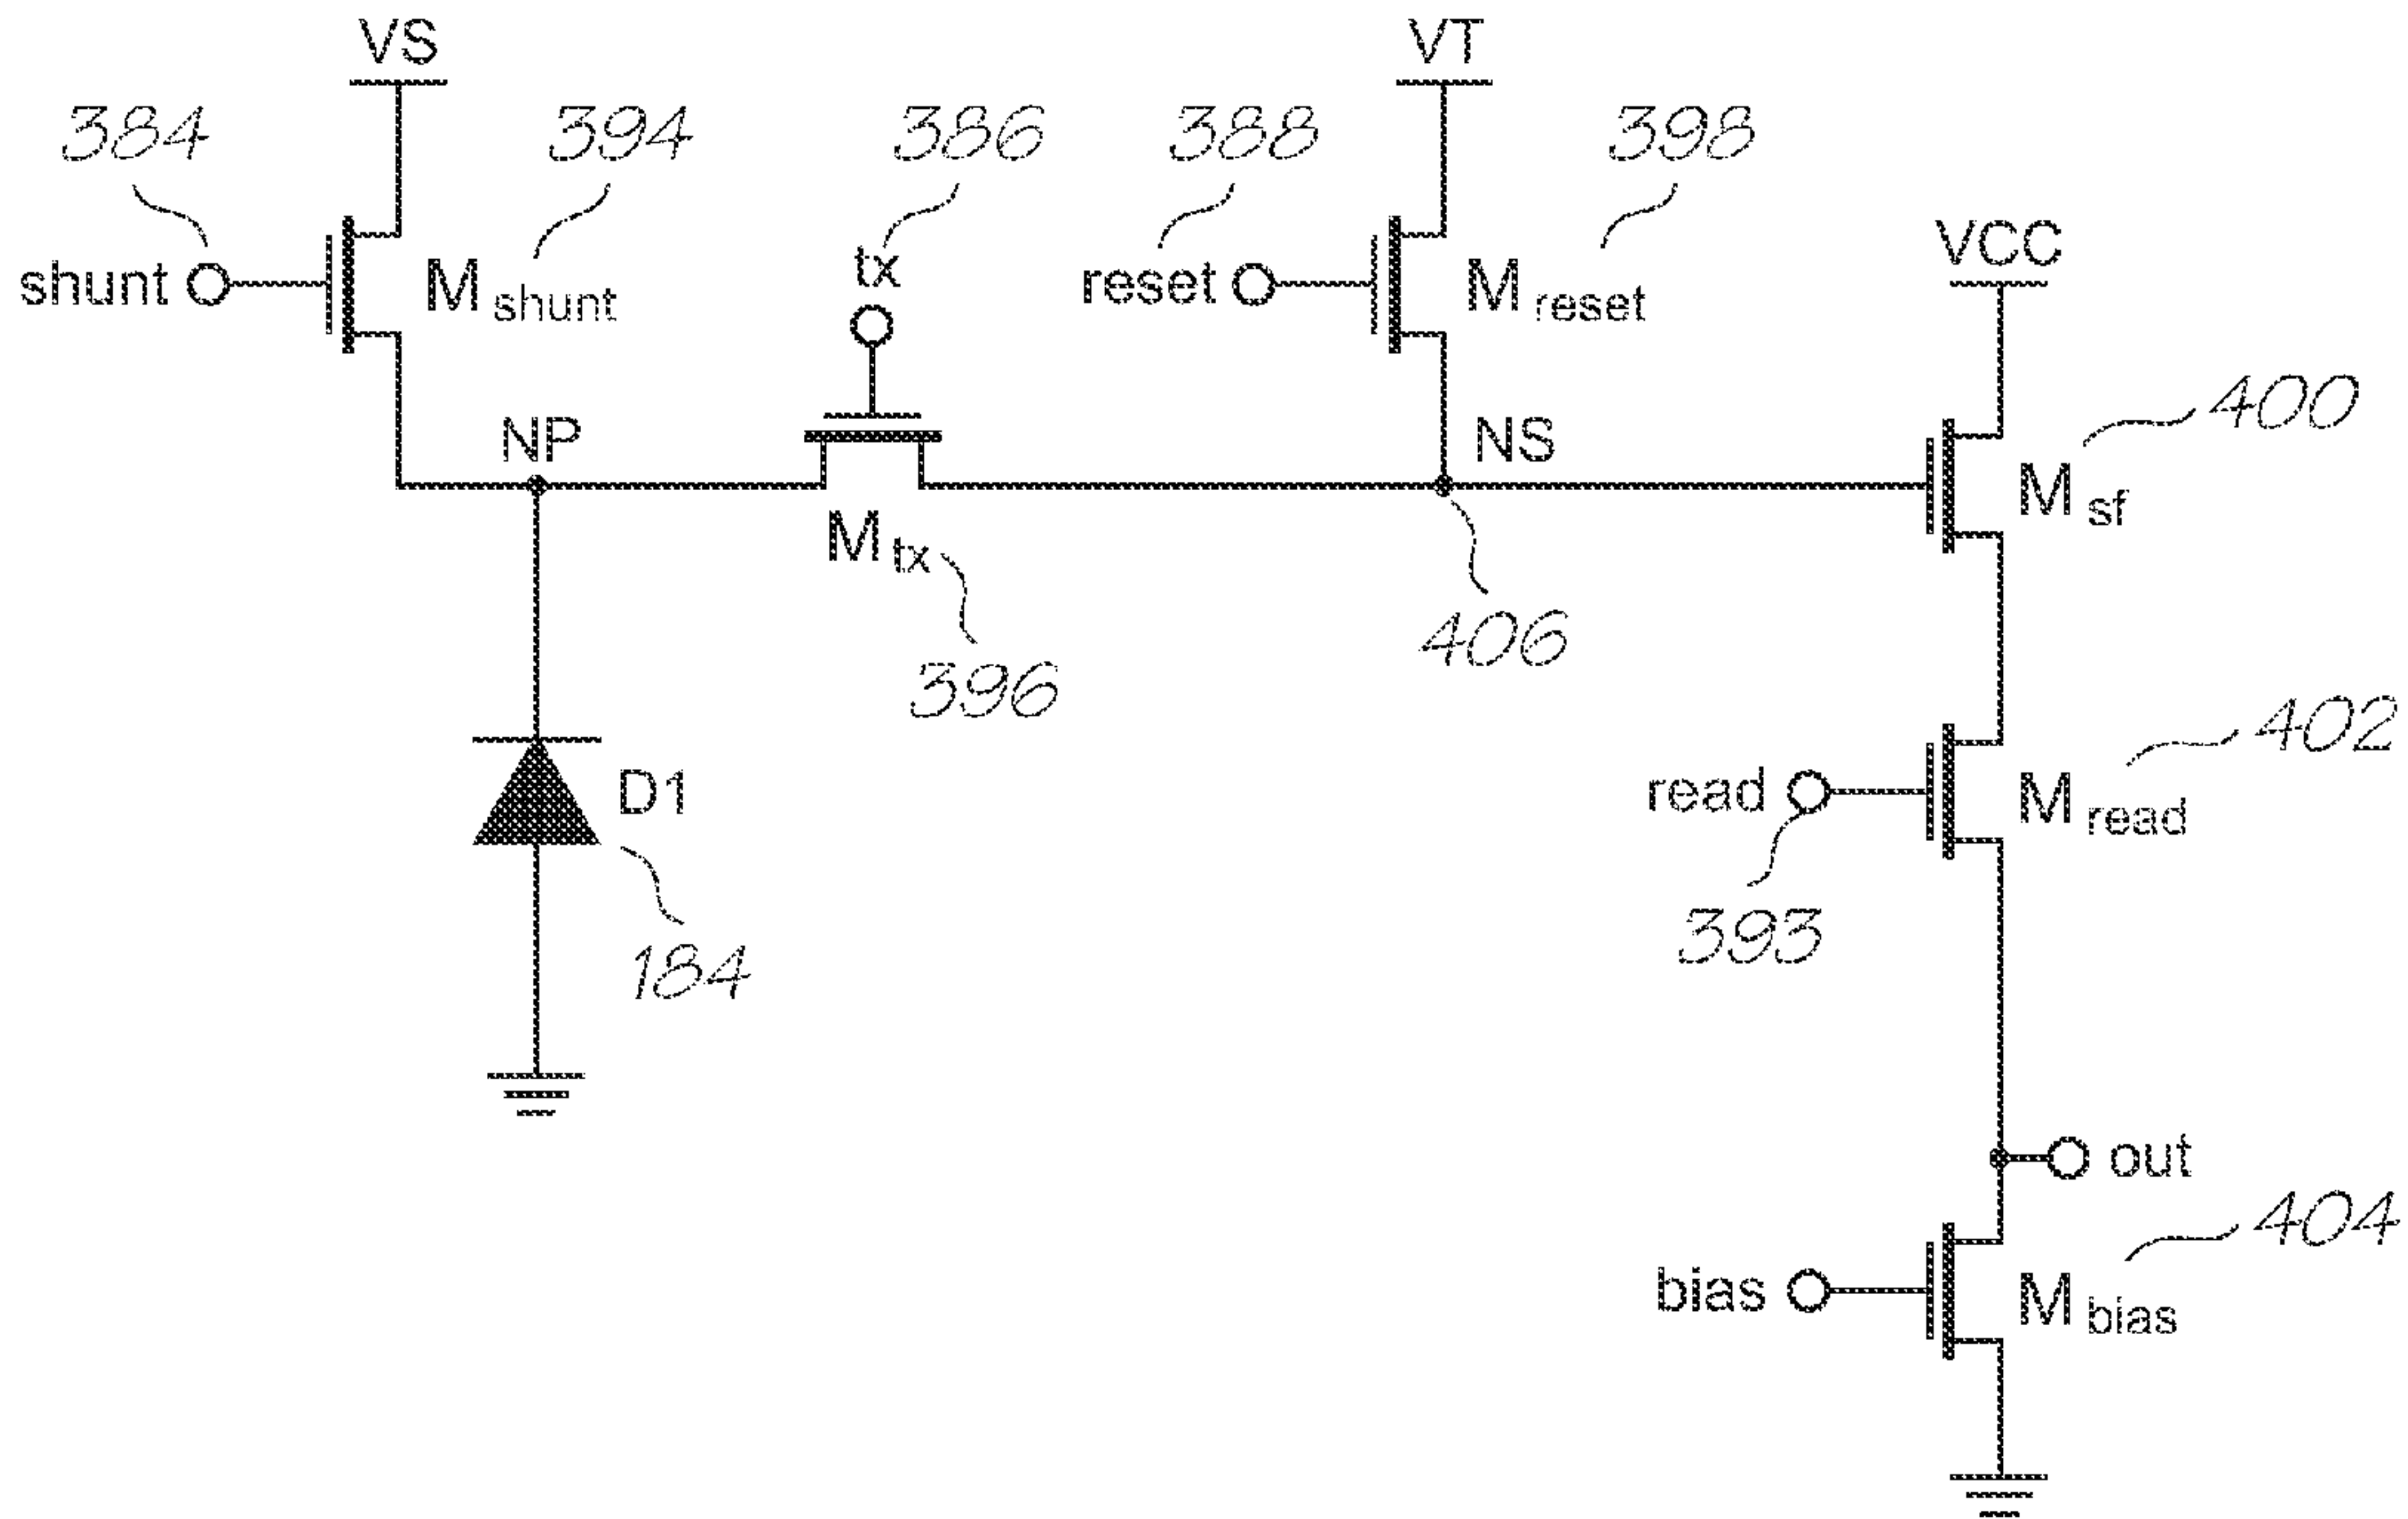 VS
VT
384
394
386
388
398
VCC
tx
shunt
M shunt
reset
M reset
400
NP
NS
M sf
M tx
406
396
402
D1
read
M read
393
184
out
404
bias
M bias